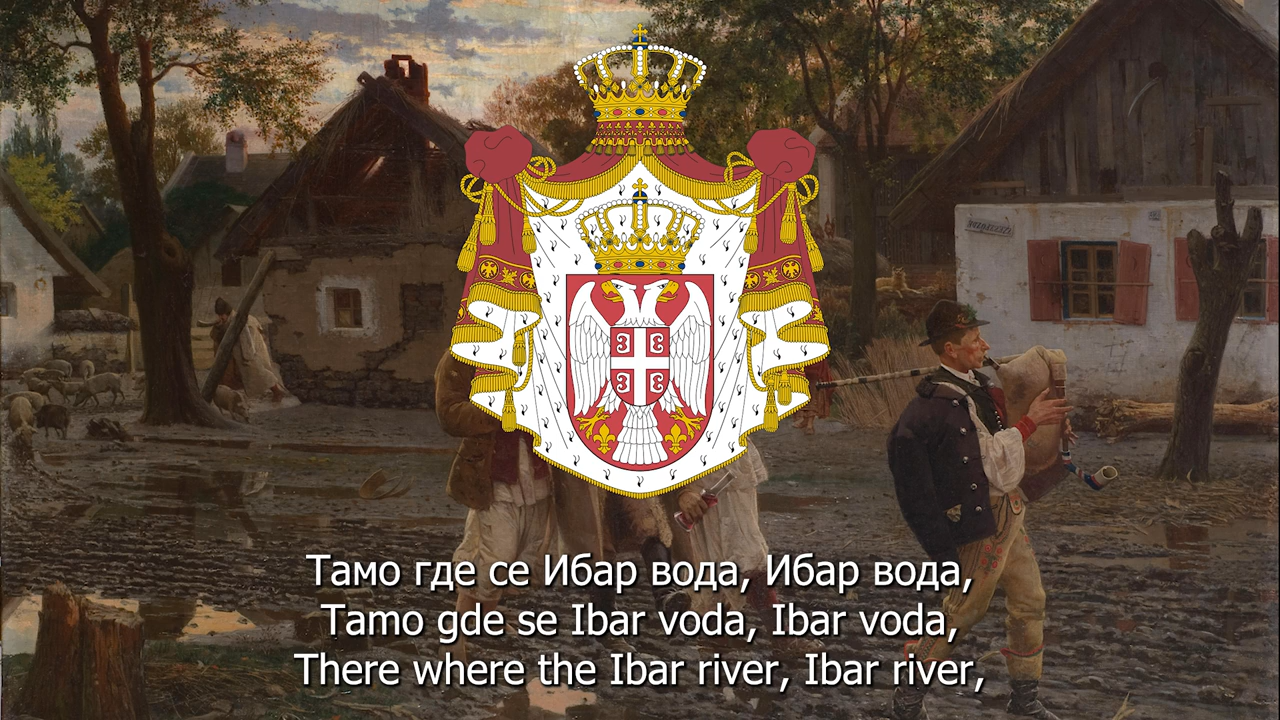 Тамо где се Ибар вода, Ибар вода,
Tamo gde se Ibar voda, Ibar voda,
There where the Ibar river, Ibar river,